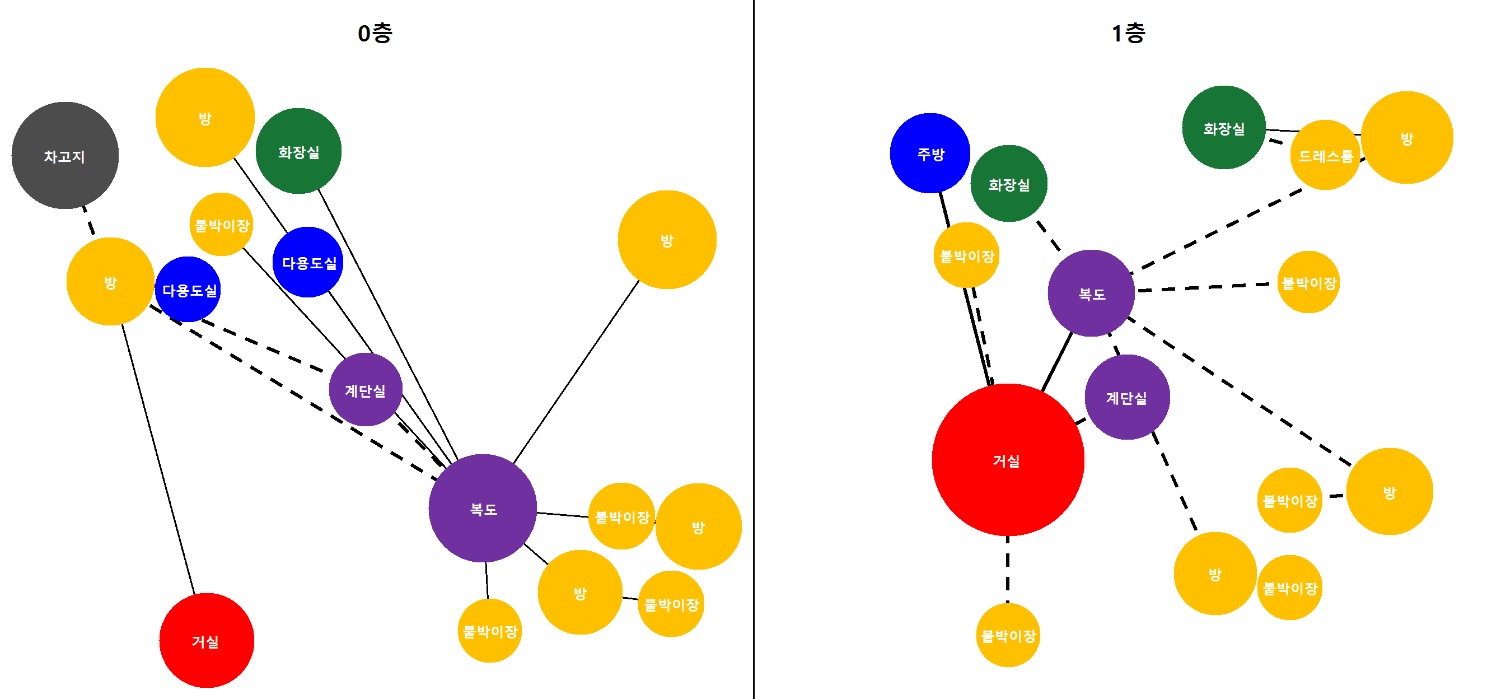 0층
방
차고지
화장실
붙박이장
방
다용도실
방
다용도실
계단실
복도
붙박이장
방
방
붙박이장
붙박이장
거실
1층
화장실
방
주방
드레스룸
화장실
붙박이장
붙박이장
복도
계단실
거실
방
붙박이장
방
붙박이장
붙박이장